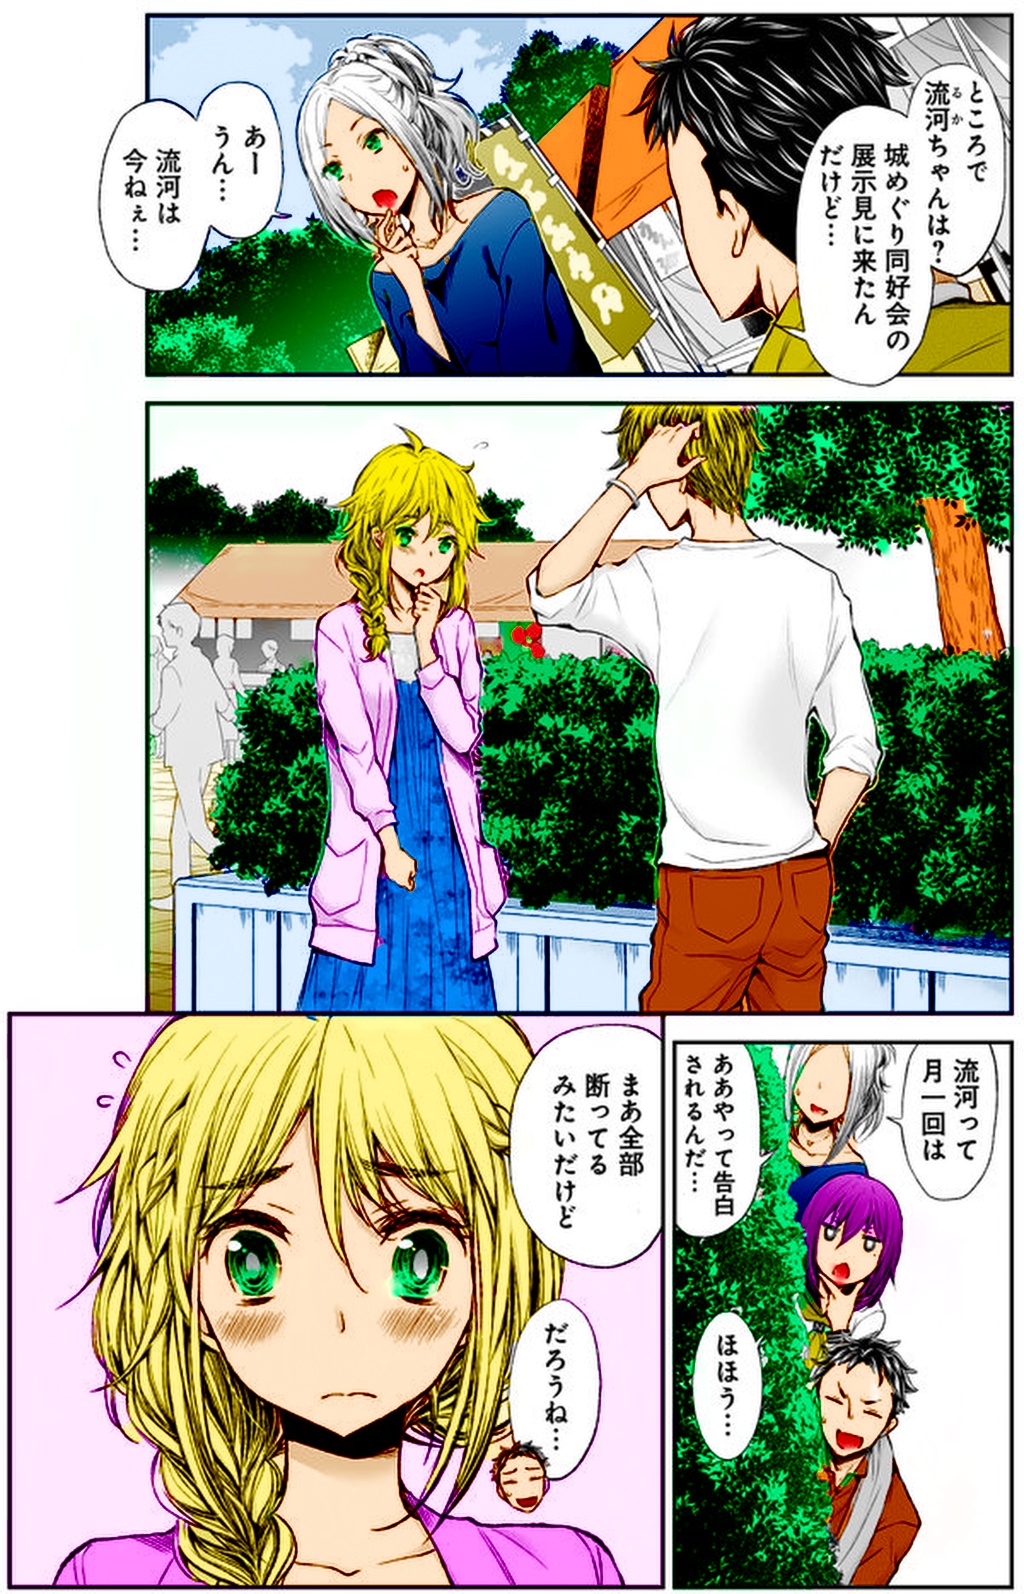 ところで
流河ちゃんは?
るか
城めぐり同好会の
展示見に来たん
だけど…
あー
うん…
流河は
今ねぇ…
流河って
月一回は
ああやって告白
されるんだ…
ほほう…
まあ全部
断ってる
みたいだけど
だろうね…